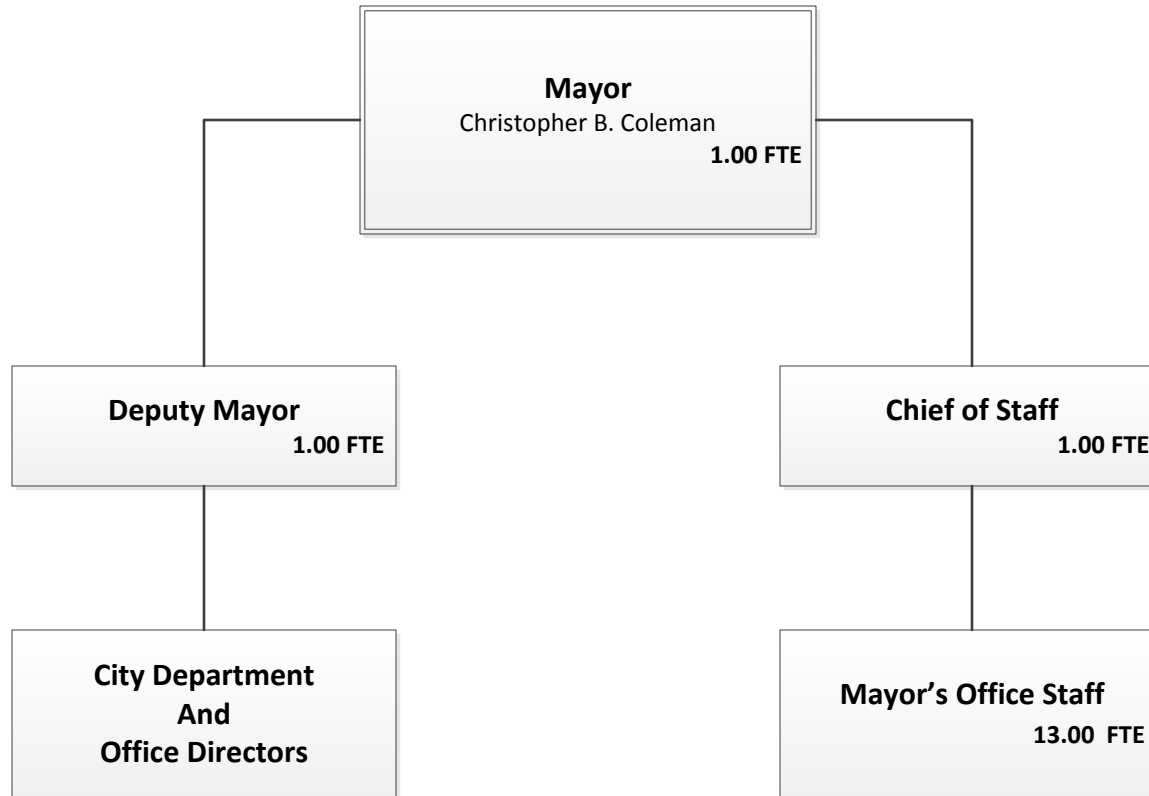 Mayor
Christopher B. Coleman
1.00 FTE
Deputy Mayor
1.00 FTE
Chief of Staff
1.00 FTE
City Department
And
Office Directors
Mayor’s Office Staff
13.00 FTE